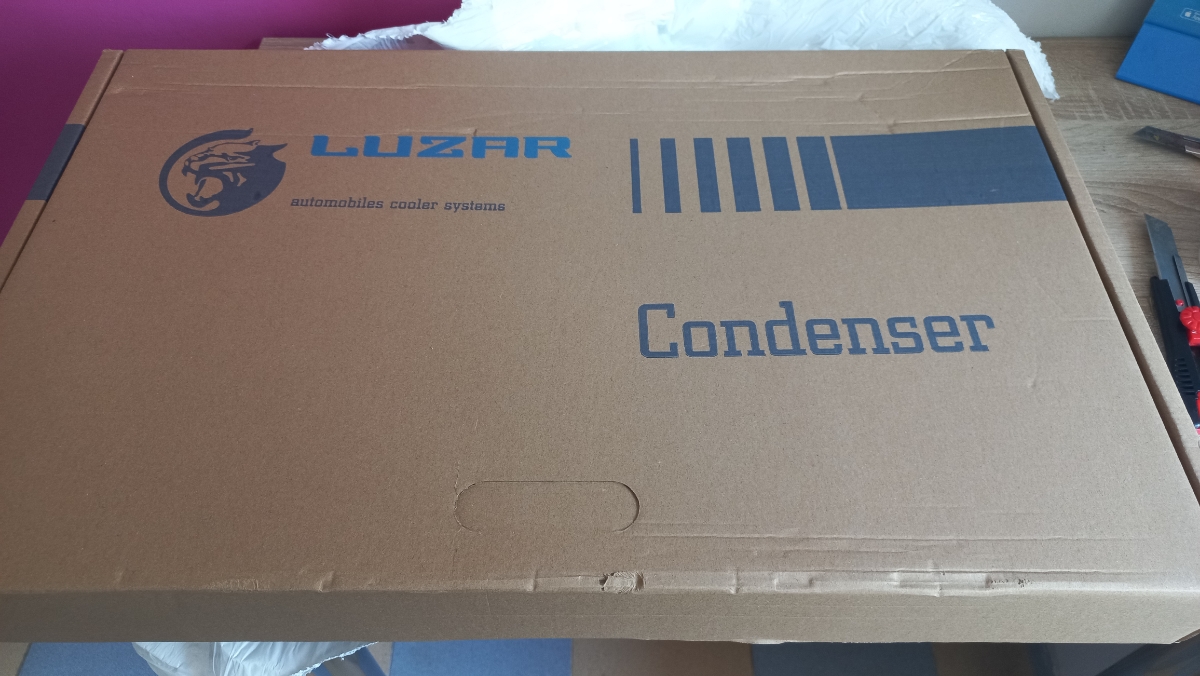 LUZAR
automobiles cooler systems
Condenser